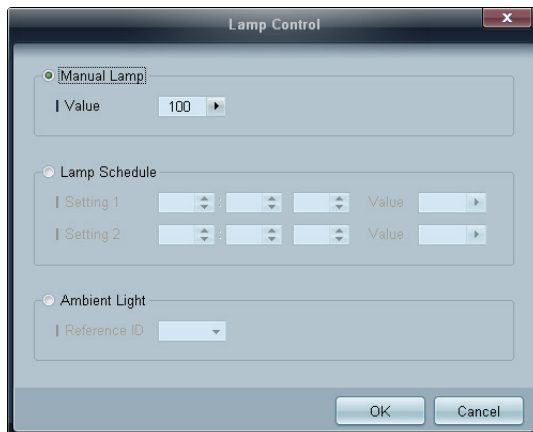 Lamp Control
x
Manual Lamp
Value 100
Lamp Schedule
Setting 1 : Value
Setting 2 : Value
Ambient Light
Reference ID
OK Cancel